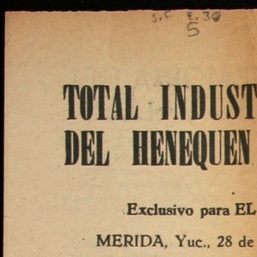 S.F E.30
5
TOTAL INDUST
DEL HENEQUEN
Exclusivo para EL
MERIDA, Yuc., 28 de